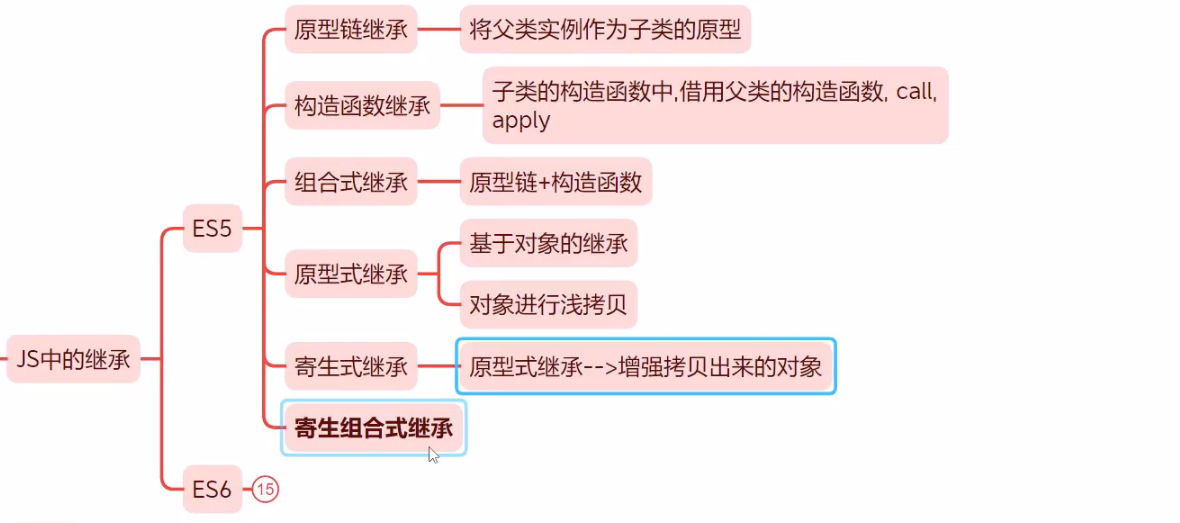 原型链继承
将父类实例作为子类的原型
构造函数继承
子类的构造函数中,借用父类的构造函数, call,
apply
组合式继承
原型链+构造函数
ES5
基于对象的继承
原型式继承
对象进行浅拷贝
JS中的继承
寄生式继承
原型式继承-->增强拷贝出来的对象
寄生组合式继承
ES6
15